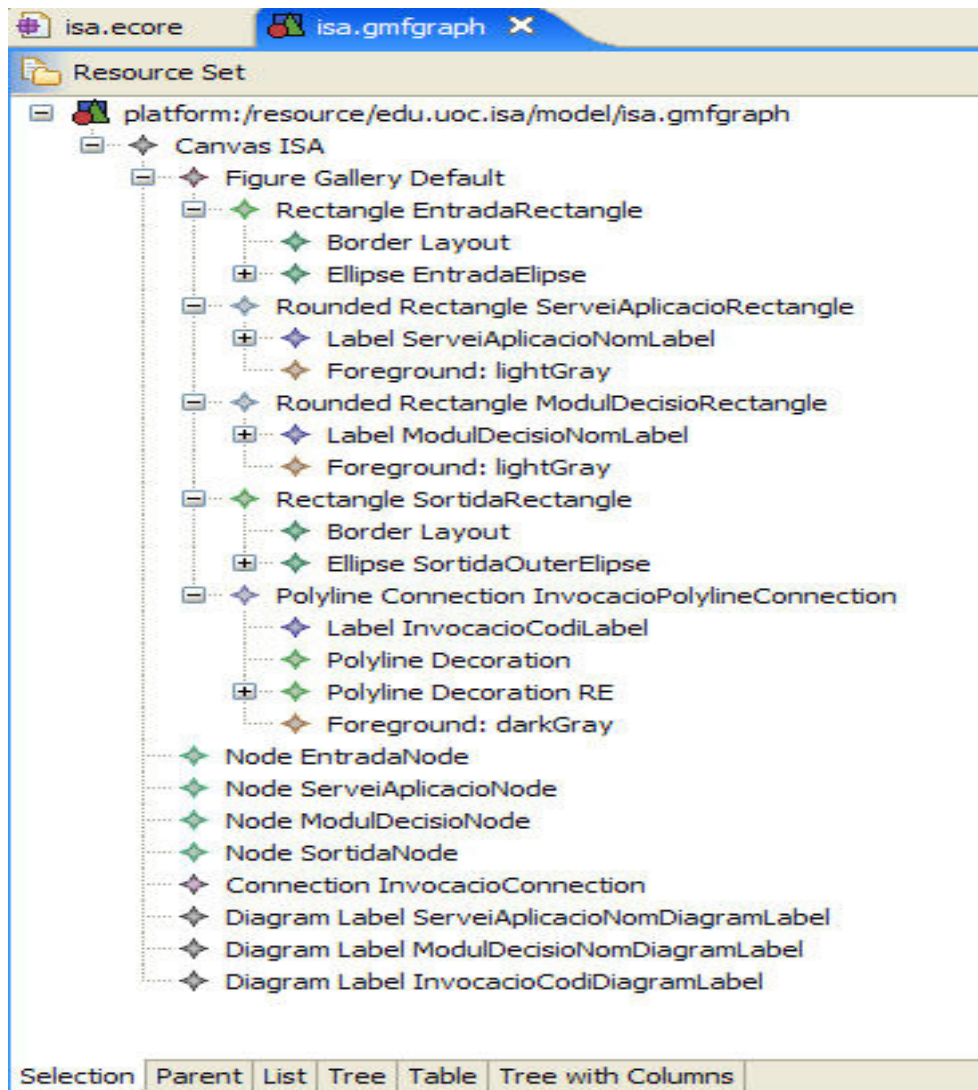 isa.ecore isa.gmfgraph
Resource Set
platform:/resource/edu.uoc.isa/model/isa.gmfgraph
Canvas ISA
Figure Gallery Default
Rectangle EntradaRectangle
Border Layout
Ellipse EntradaElipse
Rounded Rectangle ServeiAplicacioRectangle
Label ServeiAplicacioNomLabel
Foreground: lightGray
Rounded Rectangle ModulDecisioRectangle
Label ModulDecisioNomLabel
Foreground: lightGray
Rectangle SortidaRectangle
Border Layout
Ellipse SortidaOuterElipse
Polyline Connection InvocacioPolylineConnection
Label InvocacioCodiLabel
Polyline Decoration
Polyline Decoration RE
Foreground: darkGray
Node EntradaNode
Node ServeiAplicacioNode
Node ModulDecisioNode
Node SortidaNode
Connection InvocacioConnection
Diagram Label ServeiAplicacioNomDiagramLabel
Diagram Label ModulDecisioNomDiagramLabel
Diagram Label InvocacioCodiDiagramLabel
Selection Parent List Tree Table Tree with Columns